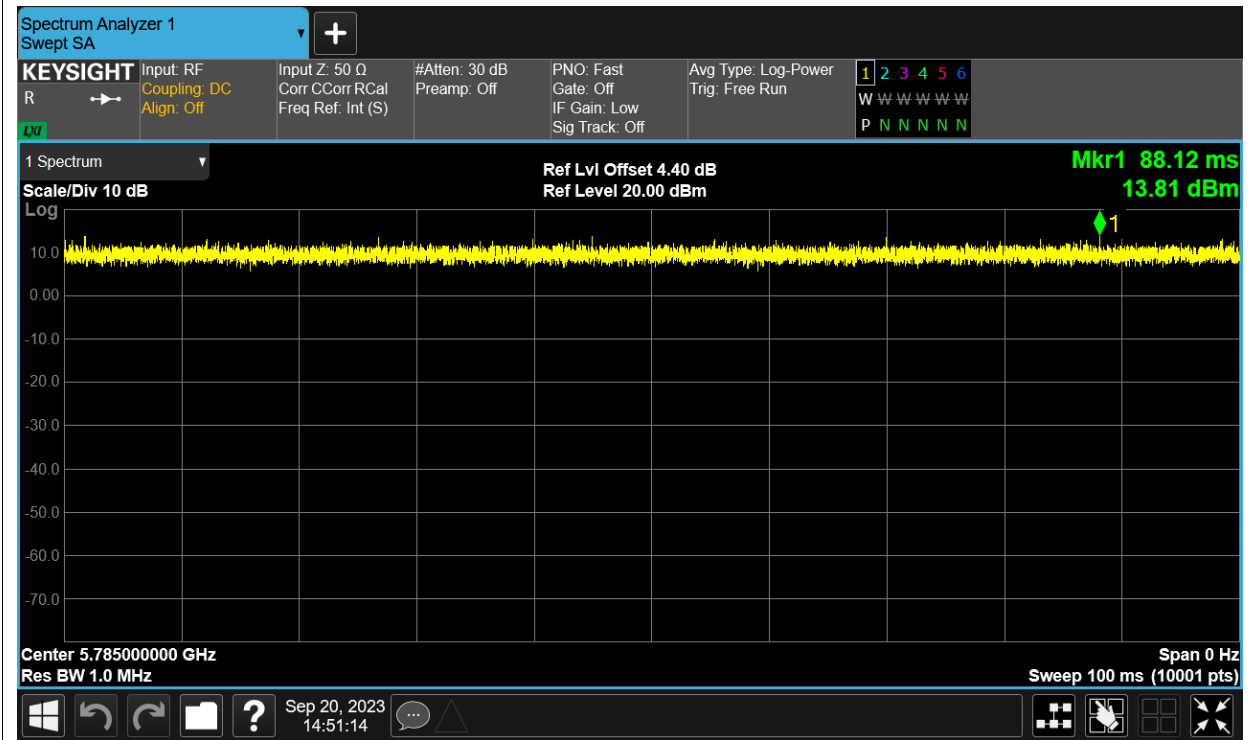 Spectrum Analyzer 1
Swept SA
+
KEYSIGHT
R
LXI
Input: RF
Coupling: DC
Align: Off
Input Z: 50 Ω
Corr CCorr RCal
Freq Ref: Int (S)
#Atten: 30 dB
Preamp: Off
PNO: Fast
Gate: Off
IF Gain: Low
Sig Track: Off
Avg Type: Log-Power
Trig: Free Run
1 2 3 4 5 6
W W W W W W
P N N N N N
1 Spectrum
Scale/Div 10 dB
Ref Lvl Offset 4.40 dB
Ref Level 20.00 dBm
Mkr1 88.12 ms
13.81 dBm
Log
1
10.0
0.00
-10.0
-20.0
-30.0
-40.0
-50.0
-60.0
-70.0
Center 5.785000000 GHz
Res BW 1.0 MHz
Span 0 Hz
Sweep 100 ms (10001 pts)
?
Sep 20, 2023
14:51:14